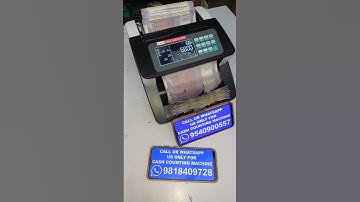 CALL OR WHATSAPP
US ONLY FOR
CASH COUNTING MACHINE
9540900557
CALL OR WHATSAPP
US ONLY FOR
CASH COUNTING MACHINE
9818409728